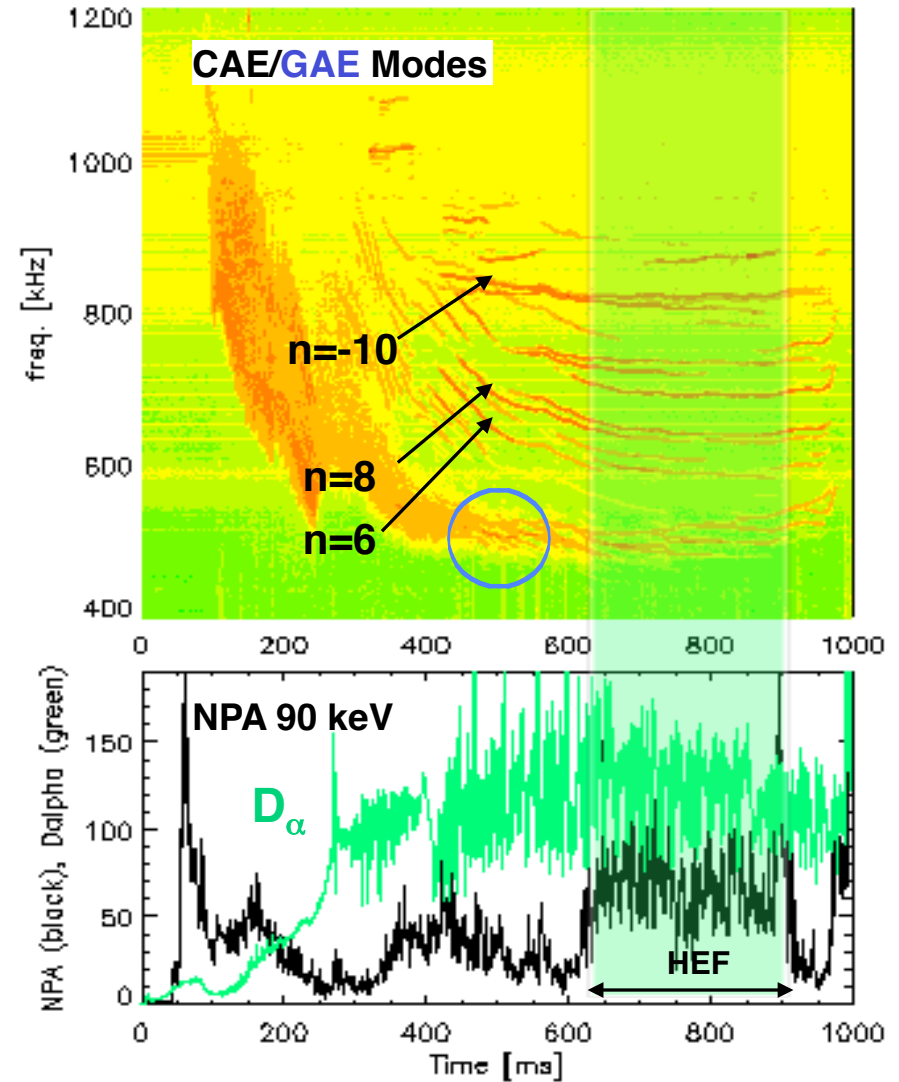 1200
CAE/GAE Modes
1000
freq. [kHz]
800
n=-10
600
n=8
n=6
400
0 200 400 600 800 1000
NPA (black), Dalpha (green)
NPA 90 keV
150
Dα
100
50
HEF
0
0 200 400 600 800 1000
Time [ms]